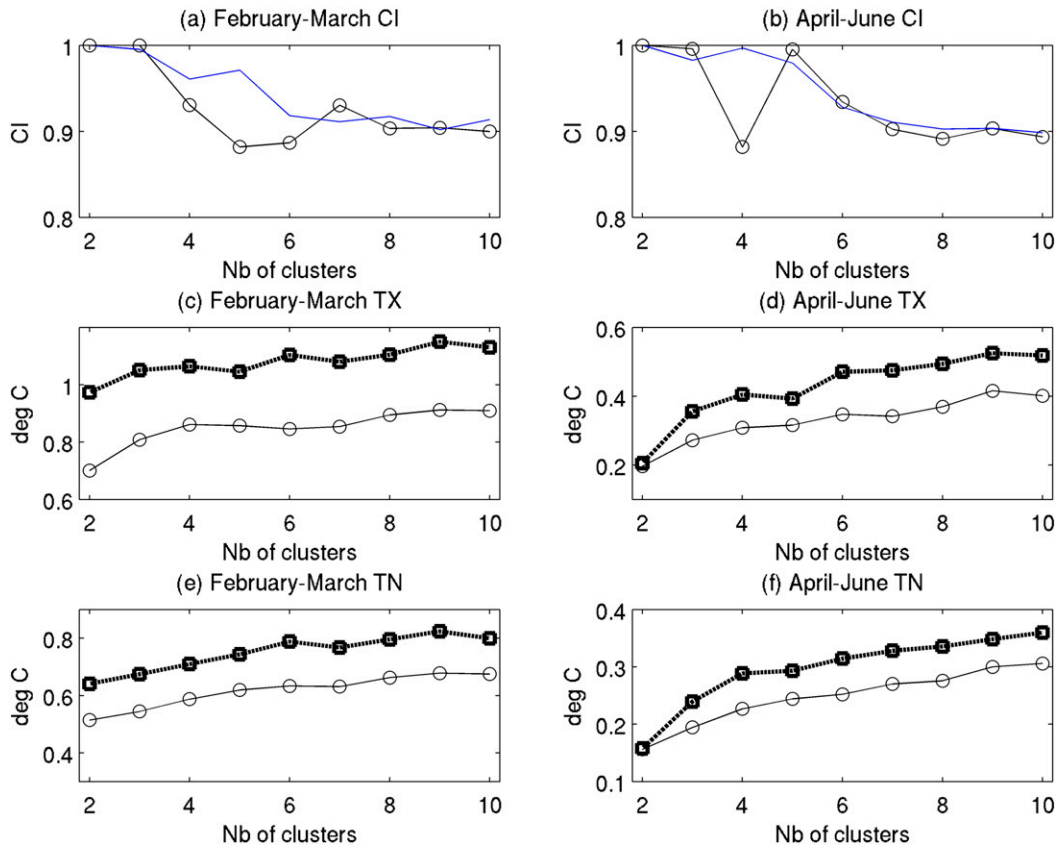 (a) February-March CI
1
0.9
0.8
CI
2 4 6 8 10
Nb of clusters
(b) April-June CI
1
0.9
0.8
CI
2 4 6 8 10
Nb of clusters
(c) February-March TX
1
0.8
0.6
deg C
2 4 6 8 10
Nb of clusters
(d) April-June TX
0.6
0.4
0.2
deg C
2 4 6 8 10
Nb of clusters
(e) February-March TN
0.8
0.6
0.4
deg C
2 4 6 8 10
Nb of clusters
(f) April-June TN
0.4
0.3
0.2
0.1
deg C
2 4 6 8 10
Nb of clusters